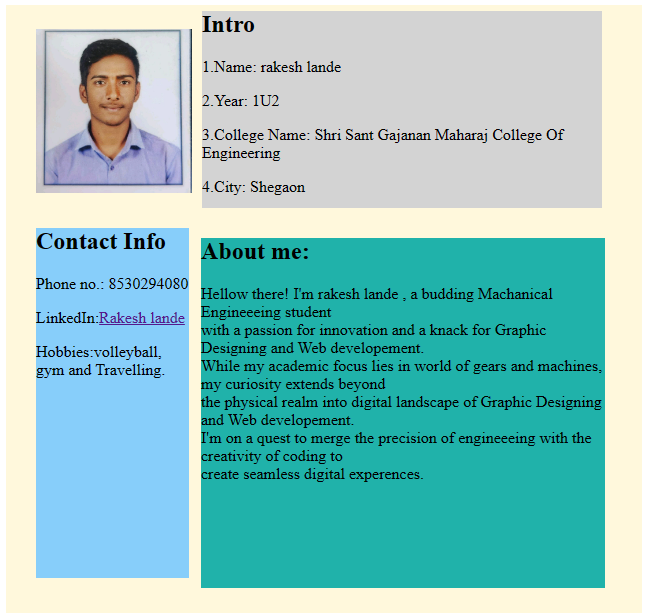 Intro
1.Name: rakesh lande
2.Year: 1U2
3.College Name: Shri Sant Gajanan Maharaj College Of
Engineering
4.City: Shegaon
Contact Info
Phone no.: 8530294080
LinkedIn:Rakesh lande
Hobbies:volleyball,
gym and Travelling.
About me:
Hellow there! I'm rakesh lande , a budding Machanical
Engineeeing student
with a passion for innovation and a knack for Graphic
Designing and Web developement.
While my academic focus lies in world of gears and machines,
my curiosity extends beyond
the physical realm into digital landscape of Graphic Designing
and Web developement.
I'm on a quest to merge the precision of engineeeing with the
creativity of coding to
create seamless digital experences.